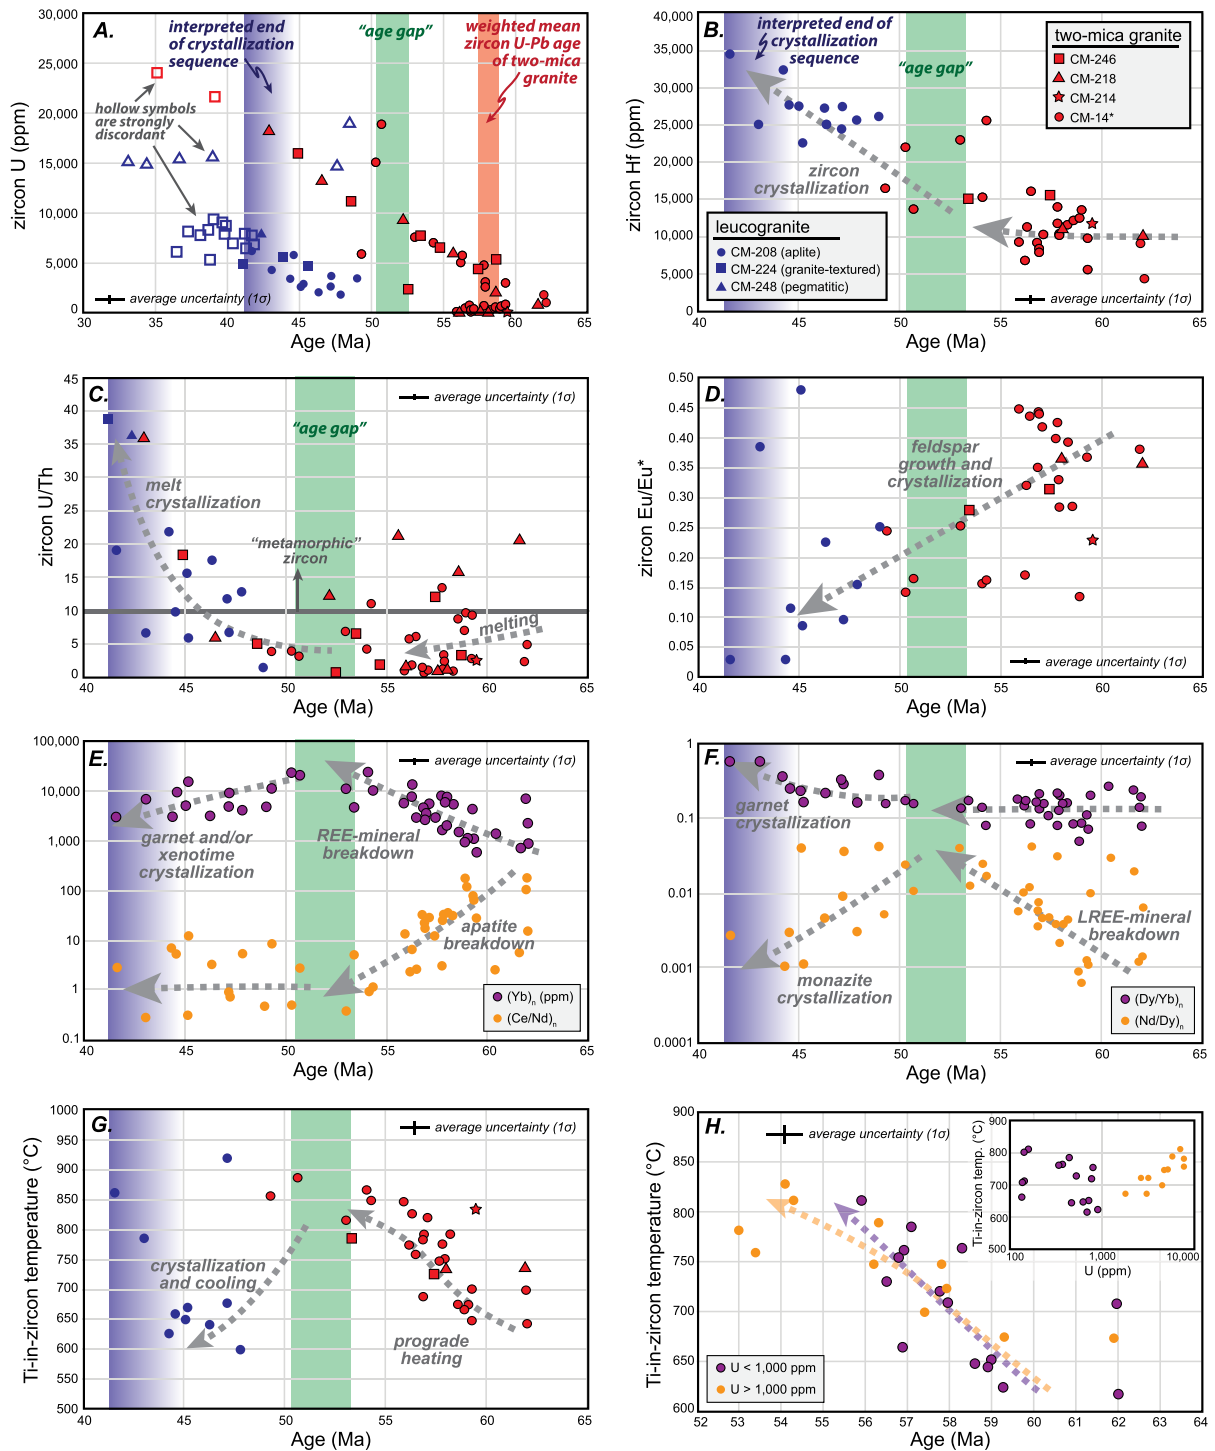 A.
interpreted end
of crystallization
sequence
"age gap"
weighted mean
zircon U-Pb age
of two-mica
granite
hollow symbols
are strongly
discordant
average uncertainty (1σ)
zircon U (ppm)
30,000
25,000
20,000
15,000
10,000
5,000
0
30
35
40
45
50
55
60
65
Age (Ma)
B.
interpreted end of
crystallization
sequence
"age gap"
two-mica granite
CM-246
CM-218
CM-214
CM-14*
zircon
crystallization
leucogranite
CM-208 (aplite)
CM-224 (granite-textured)
CM-248 (pegmatitic)
average uncertainty (1σ)
zircon Hf (ppm)
40,000
35,000
30,000
25,000
20,000
15,000
10,000
5,000
0
40
45
50
55
60
65
Age (Ma)
C.
average uncertainty (1σ)
"age gap"
melt
crystallization
"metamorphic"
zircon
melting
zircon U/Th
45
40
35
30
25
20
15
10
5
0
40
45
50
55
60
65
Age (Ma)
D.
feldspar
growth and
crystallization
average uncertainty (1σ)
zircon Eu/Eu*
0.50
0.45
0.40
0.35
0.30
0.25
0.20
0.15
0.10
0.05
0
40
45
50
55
60
65
Age (Ma)
E.
average uncertainty (1σ)
garnet and/or
xenotime
crystallization
REE-mineral
breakdown
apatite
breakdown
(Yb)n (ppm)
(Ce/Nd)n
100,000
10,000
1,000
100
10
1
0.1
40
45
50
55
60
65
Age (Ma)
F.
average uncertainty (1σ)
garnet
crystallization
LREE-mineral
breakdown
monazite
crystallization
(Dy/Yb)n
(Nd/Dy)n
1
0.1
0.01
0.001
0.0001
40
45
50
55
60
65
Age (Ma)
G.
average uncertainty (1σ)
crystallization
and cooling
prograde
heating
Ti-in-zircon temperature (°C)
1000
950
900
850
800
750
700
650
600
550
500
40
45
50
55
60
65
Age (Ma)
H.
average uncertainty (1σ)
Ti-in-zircon temp. (°C)
800
700
600
500
100
1,000
10,000
U (ppm)
U < 1,000 ppm
U > 1,000 ppm
Ti-in-zircon temperature (°C)
900
850
800
750
700
650
600
52
53
54
55
56
57
58
59
60
61
62
63
64
Age (Ma)